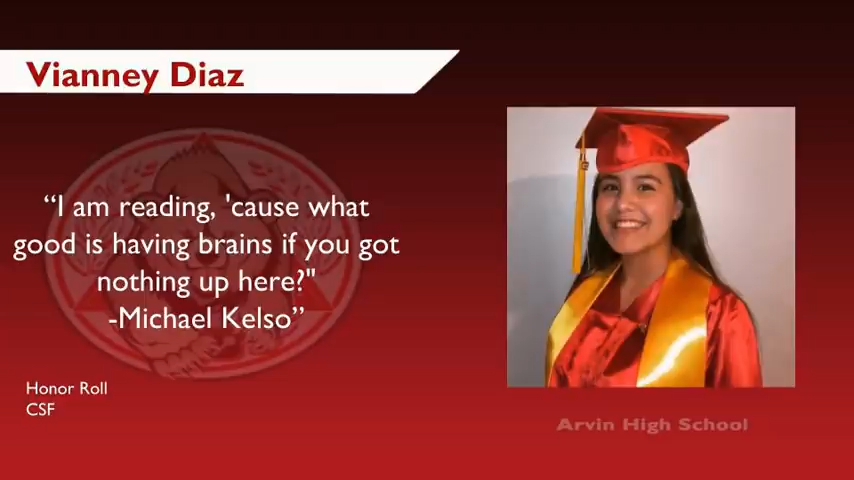 Vianney Diaz
“I am reading, 'cause what
good is having brains if you got
nothing up here?"
-Michael Kelso”
Honor Roll
CSF
Arvin High School